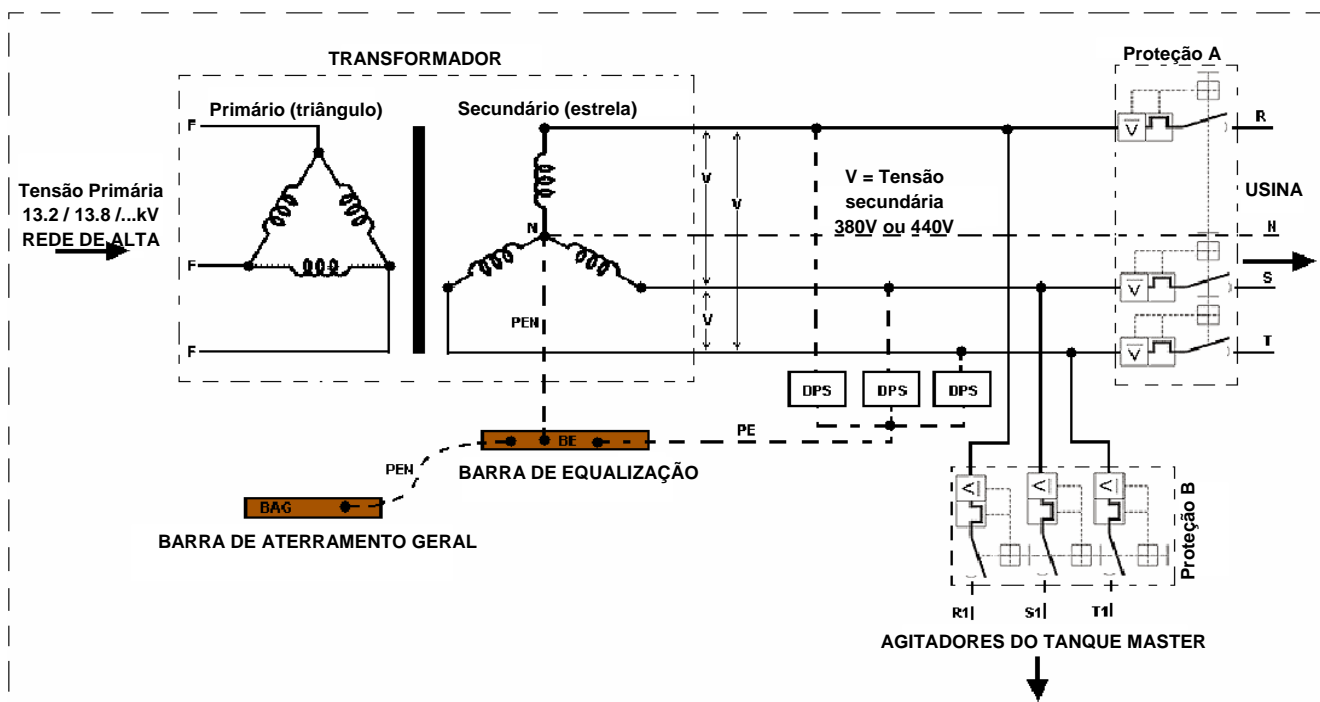 TRANSFORMADOR
Proteção A
Primário (triângulo)
Secundário (estrela)
F
F
F
Tensão Primária
13.2 / 13.8 /...kV
REDE DE ALTA
N
V
V
V
V = Tensão
secundária
380V ou 440V
R
USINA
N
S
T
V
V
V
PEN
DPS
DPS
DPS
PE
BE
BARRA DE EQUALIZAÇÃO
PEN
BAG
BARRA DE ATERRAMENTO GERAL
V
V
V
Proteção B
R1
S1
T1
AGITADORES DO TANQUE MASTER